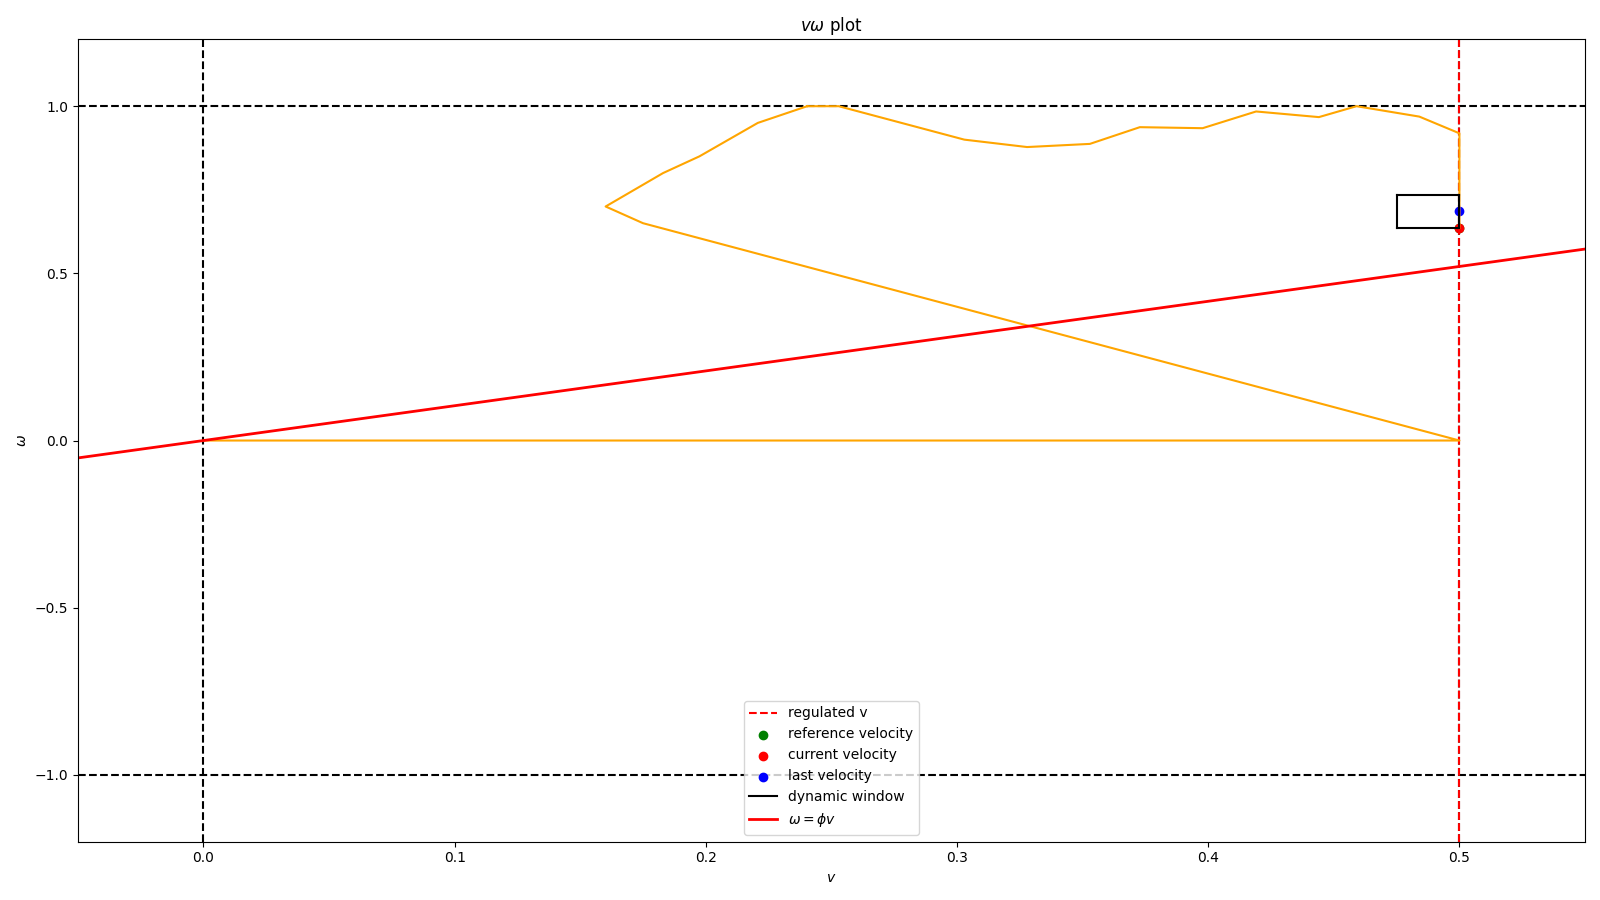 vω plot
1.0
0.5
0.0
−0.5
−1.0
ω
0.0 0.1 0.2 0.3 0.4 0.5
v
regulated v
reference velocity
current velocity
last velocity
dynamic window
ω = ϕv